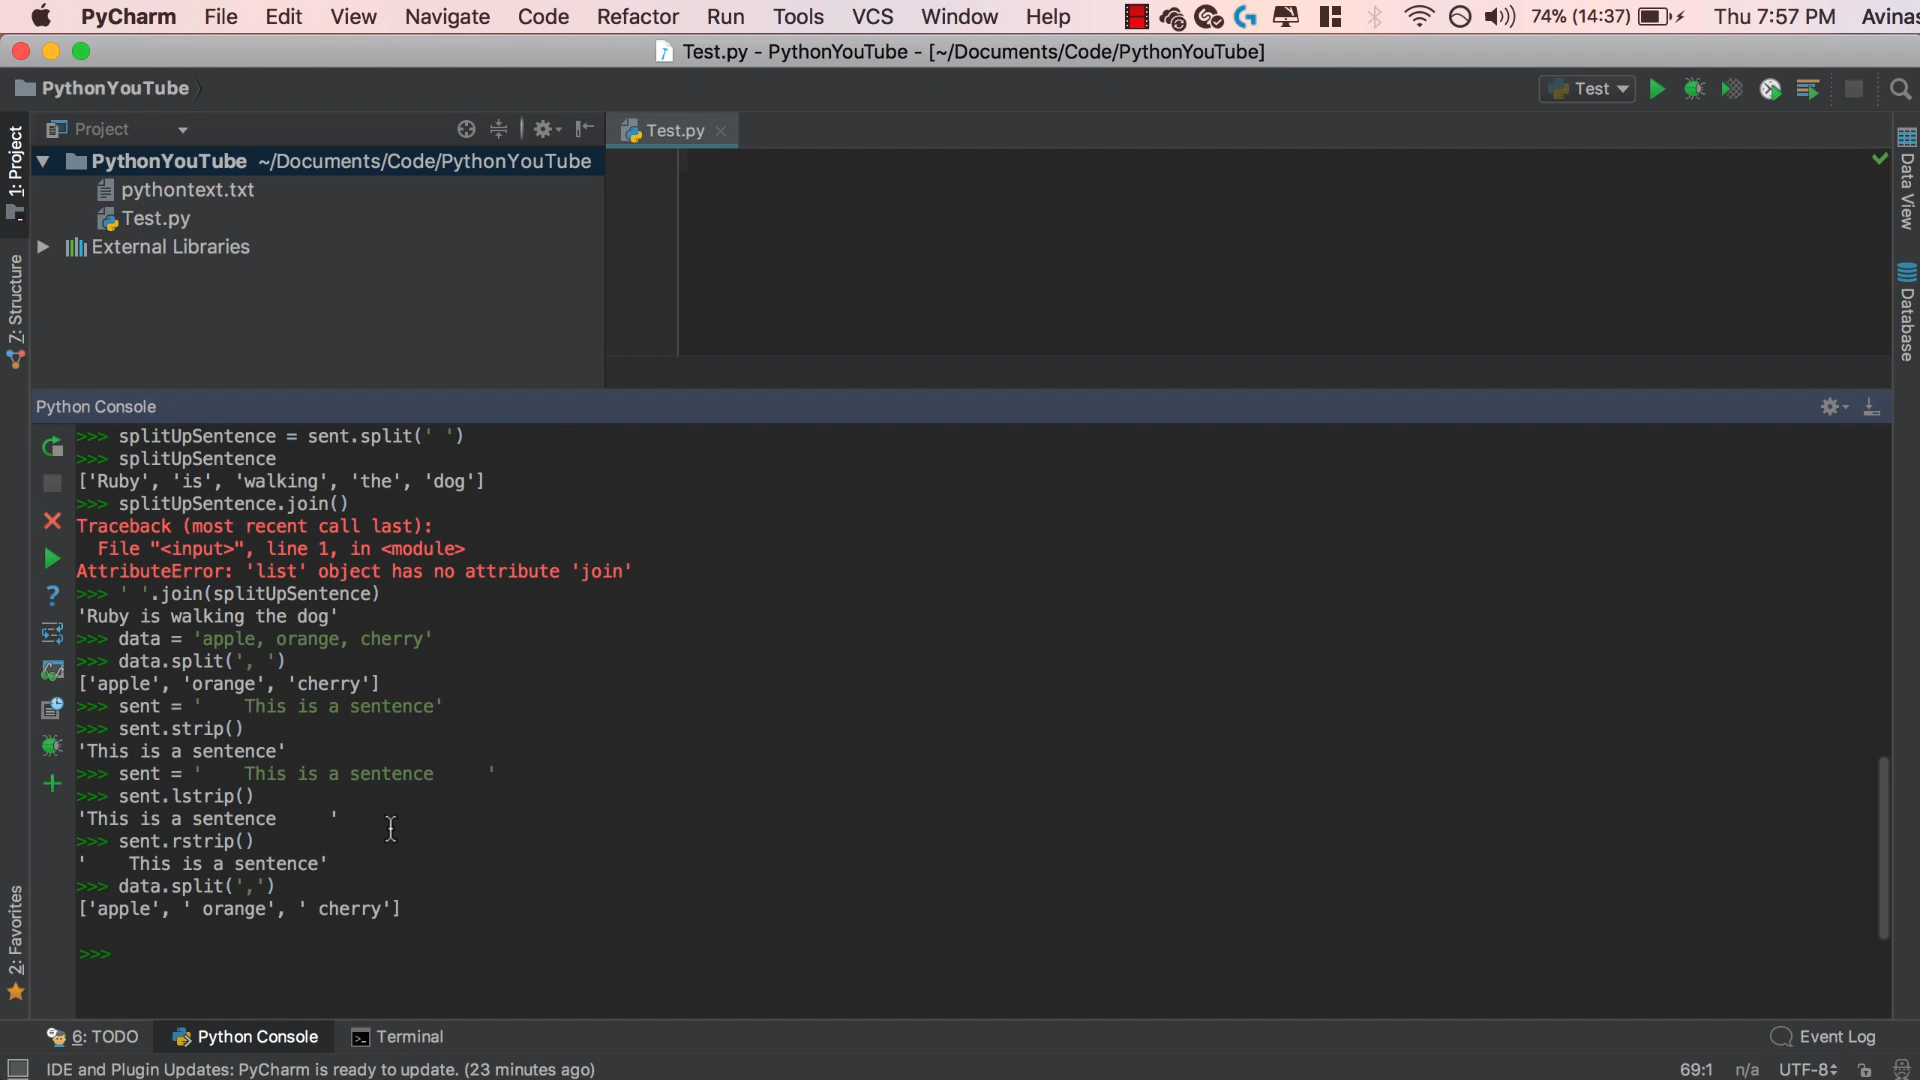 PyCharm File Edit View Navigate Code Refactor Run Tools VCS Window Help 74% (14:37) Thu 7:57 PM Avinas
Test.py - PythonYouTube - [~/Documents/Code/PythonYouTube]
PythonYouTube Test
Project Test.py
PythonYouTube ~/Documents/Code/PythonYouTube
pythontext.txt
Test.py
External Libraries
1: Project
Z: Structure
2: Favorites
Data View
Database
Python Console
>>> splitUpSentence = sent.split(' ')
>>> splitUpSentence
['Ruby', 'is', 'walking', 'the', 'dog']
>>> splitUpSentence.join()
Traceback (most recent call last):
  File "<input>", line 1, in <module>
AttributeError: 'list' object has no attribute 'join'
>>> ' '.join(splitUpSentence)
'Ruby is walking the dog'
>>> data = 'apple, orange, cherry'
>>> data.split(', ')
['apple', 'orange', 'cherry']
>>> sent = '    This is a sentence'
>>> sent.strip()
'This is a sentence'
>>> sent = '    This is a sentence     '
>>> sent.lstrip()
'This is a sentence     '
>>> sent.rstrip()
'    This is a sentence'
>>> data.split(',')
['apple', ' orange', ' cherry']
>>>
6: TODO Python Console Terminal Event Log
IDE and Plugin Updates: PyCharm is ready to update. (23 minutes ago) 69:1 n/a UTF-8